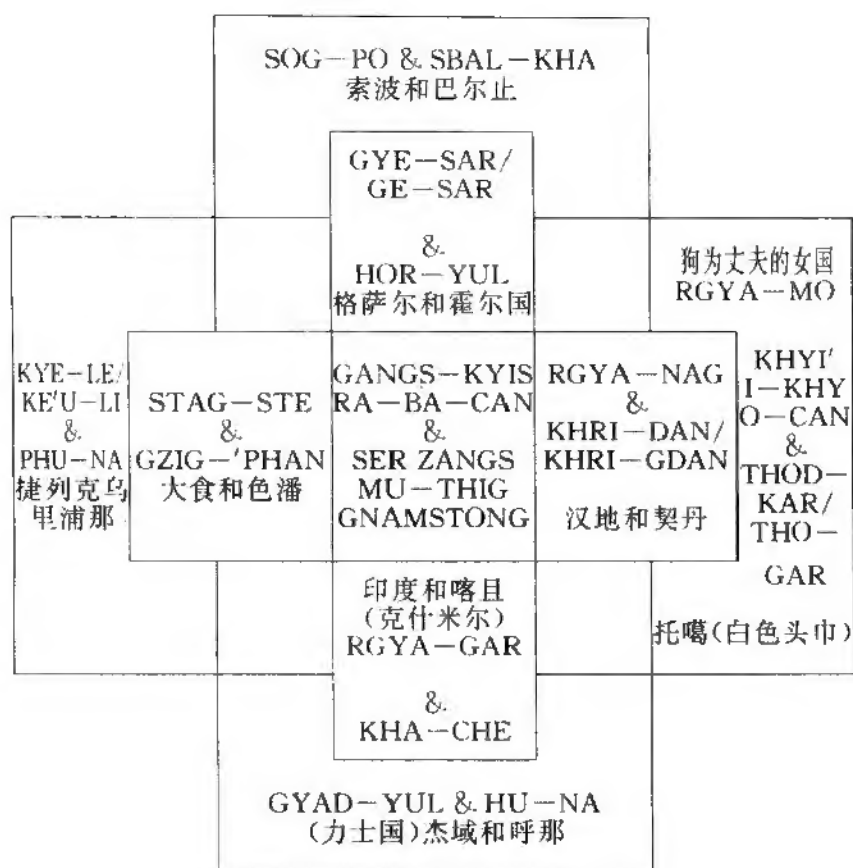 SOG-PO & SBAL-KHA
索波和巴尔止
GYE-SAR/
GE-SAR
&
HOR-YUL
格萨尔和霍尔国
狗为丈夫的女国
RGYA-MO
KHYI'
I-KHY
O-CAN
&
THOD-
KAR/
THO-
GAR
托噶(白色头巾)
KYE-LE/
KE'U-LI
&
PHU-NA
捷列克乌
里浦那
STAG-STE
&
GZIG-'PHAN
大食和色潘
GANGS-KYIS
RA-BA-CAN
&
SER ZANGS
MU-THIG
GNAMSTONG
RGYA-NAG
&
KHRI-DAN/
KHRI-GDAN
汉地和契丹
印度和喀且
(克什米尔)
RGYA-GAR
&
KHA-CHE
GYAD-YUL & HU-NA
(力士国)杰域和呼那